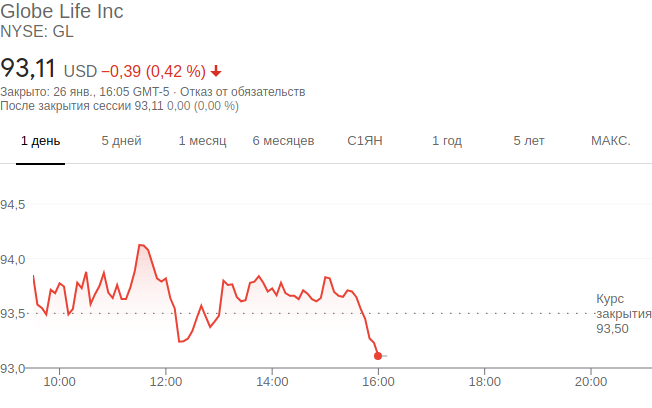 Globe Life Inc
NYSE: GL
93,11 USD −0,39 (0,42 %)
Закрыто: 26 янв., 16:05 GMT-5 · Отказ от обязательств
После закрытия сессии 93,11 0,00 (0,00 %)
1 день 5 дней 1 месяц 6 месяцев С1ЯН 1 год 5 лет МАКС.
94,5
94,0
93,5
93,0
Курс
закрытия
93,50
10:00 12:00 14:00 16:00 18:00 20:00